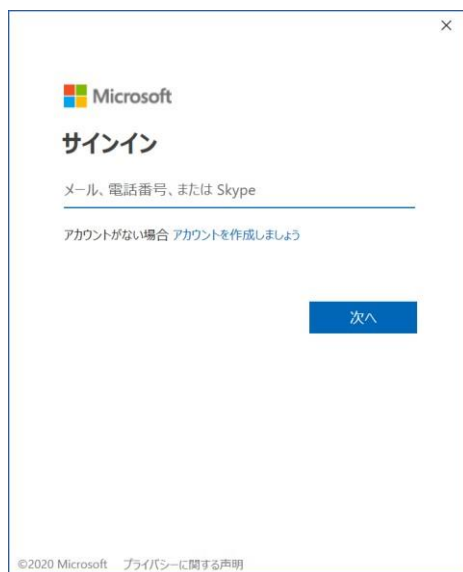 Microsoft
サインイン
メール、電話番号、または Skype
アカウントがない場合 アカウントを作成しましょう
次へ
©2020 Microsoft プライバシーに関する声明